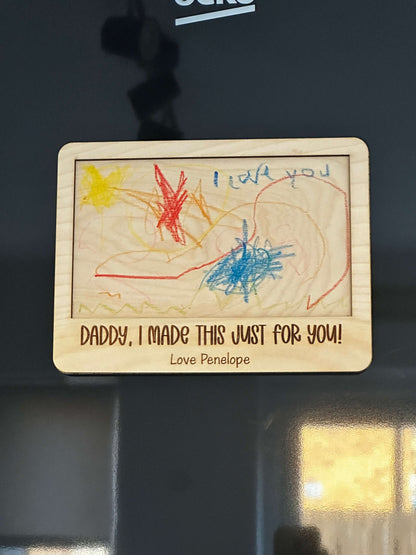 I love you
DADDY, I MADE THIS JUST FOR YOU!
Love Penelope